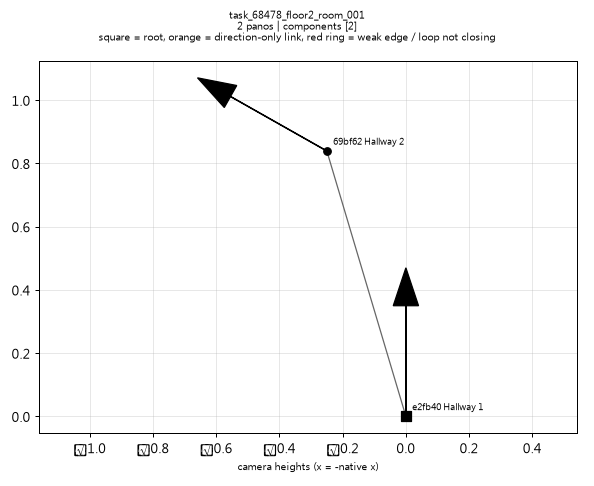 task_68478_floor2_room_001
2 panos | components [2]
square = root, orange = direction-only link, red ring = weak edge / loop not closing
1.0
0.8
0.6
0.4
0.2
0.0
69bf62 Hallway 2
e2fb40 Hallway 1
√1.0 √0.8 √0.6 √0.4 √0.2 0.0 0.2 0.4
camera heights (x = -native x)